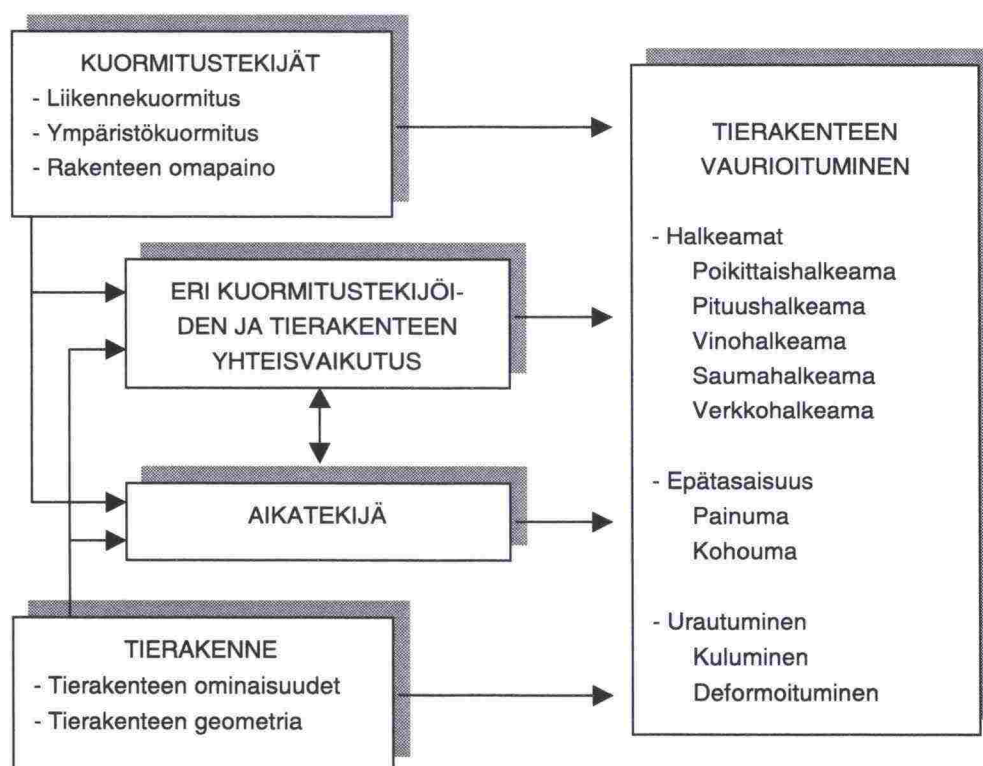 KUORMITUSTEKIJÄT
- Liikennekuormitus
- Ympäristökuormitus
- Rakenteen omapaino
ERI KUORMITUSTEKIJÖI-
DEN JA TIERAKENTEEN
YHTEISVAIKUTUS
AIKATEKIJÄ
TIERAKENNE
- Tierakenteen ominaisuudet
- Tierakenteen geometria
TIERAKENTEEN
VAURIOITUMINEN
- Halkeamat
Poikittaishalkeama
Pituushalkeama
Vinohalkeama
Saumahalkeama
Verkkohalkeama
- Epätasaisuus
Painuma
Kohouma
- Urautuminen
Kuluminen
Deformoituminen